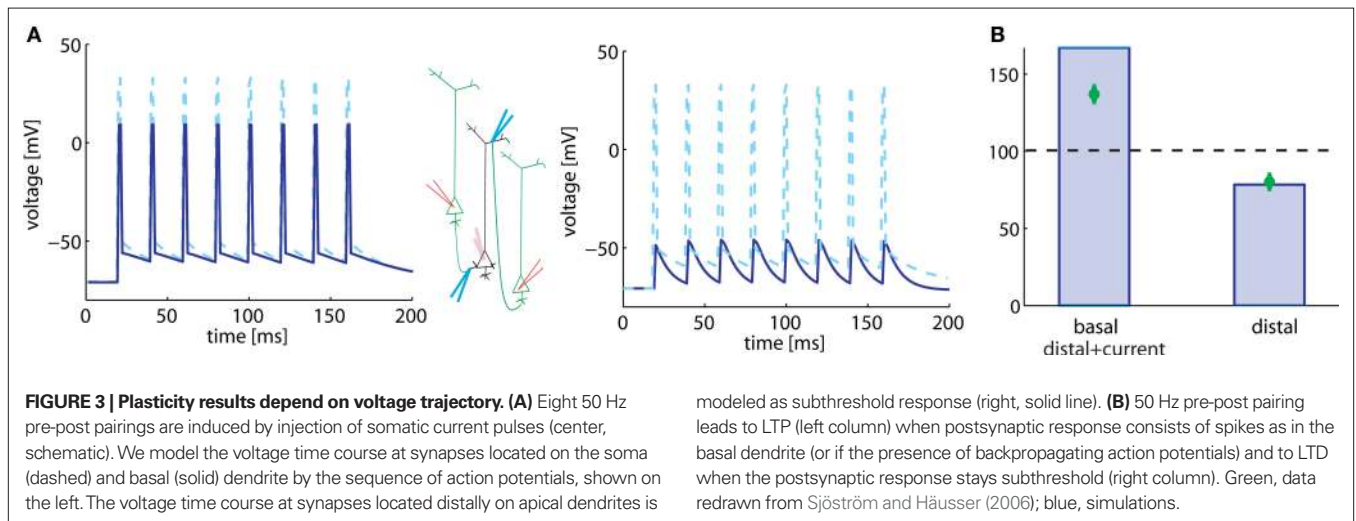 A
50
0
−50
voltage [mV]
0
50
100
150
200
time [ms]
50
0
−50
voltage [mV]
0
50
100
150
200
time [ms]
B
150
100
50
0
basal
distal+current
distal
FIGURE 3 | Plasticity results depend on voltage trajectory. (A) Eight 50 Hz
pre-post pairings are induced by injection of somatic current pulses (center,
schematic). We model the voltage time course at synapses located on the soma
(dashed) and basal (solid) dendrite by the sequence of action potentials, shown on
the left. The voltage time course at synapses located distally on apical dendrites is
modeled as subthreshold response (right, solid line). (B) 50 Hz pre-post pairing
leads to LTP (left column) when postsynaptic response consists of spikes as in the
basal dendrite (or if the presence of backpropagating action potentials) and to LTD
when the postsynaptic response stays subthreshold (right column). Green, data
redrawn from Sjöström and Häusser (2006); blue, simulations.